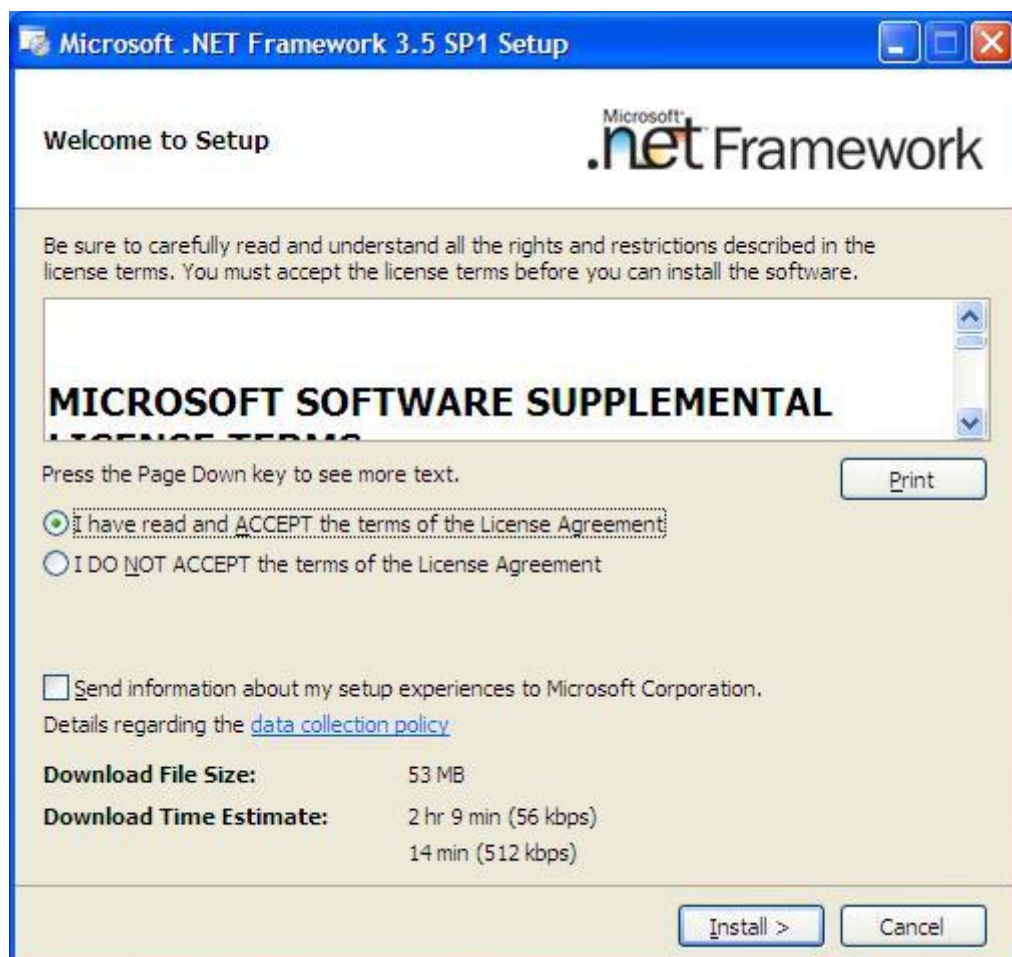 Microsoft .NET Framework 3.5 SP1 Setup
Welcome to Setup
Microsoft
.net Framework
Be sure to carefully read and understand all the rights and restrictions described in the
license terms. You must accept the license terms before you can install the software.
MICROSOFT SOFTWARE SUPPLEMENTAL
LICENSE TERMS
Press the Page Down key to see more text.
Print
I have read and ACCEPT the terms of the License Agreement
I DO NOT ACCEPT the terms of the License Agreement
Send information about my setup experiences to Microsoft Corporation.
Details regarding the data collection policy
Download File Size: 53 MB
Download Time Estimate: 2 hr 9 min (56 kbps)
14 min (512 kbps)
Install >
Cancel